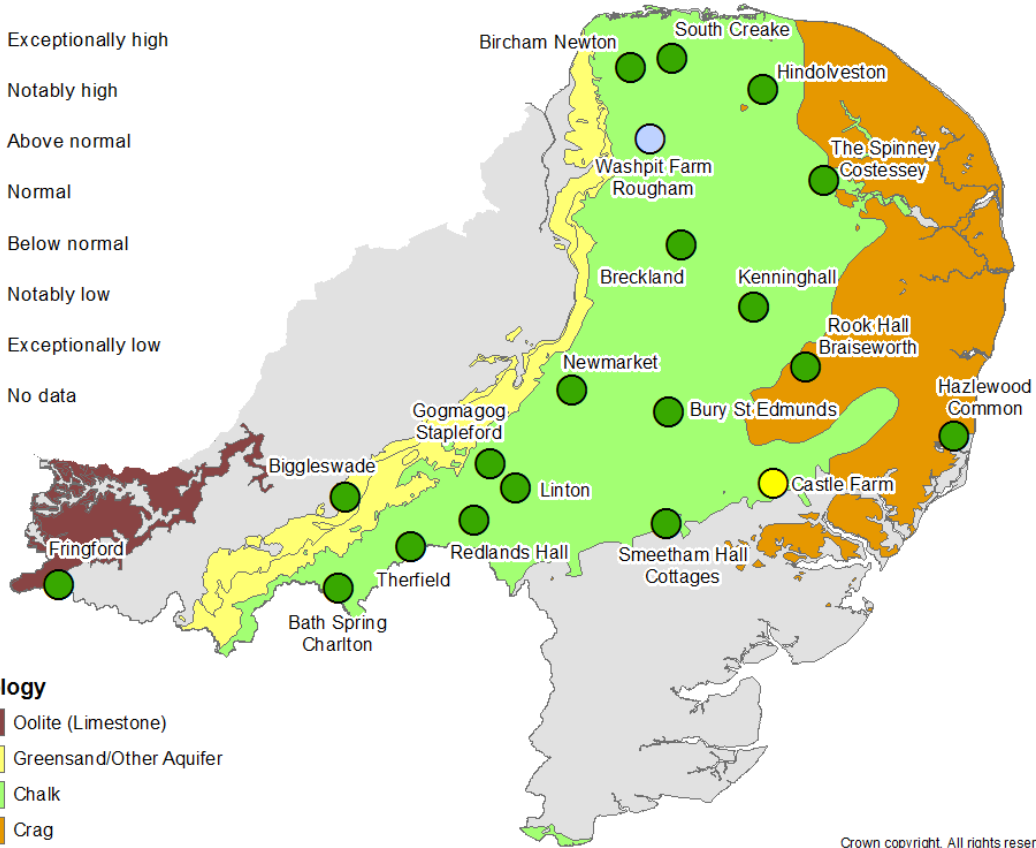 Exceptionally high
Notably high
Above normal
Normal
Below normal
Notably low
Exceptionally low
No data
Bircham Newton
South Creake
Hindolveston
Washpit Farm
Rougham
The Spinney
Costessey
Breckland
Kenninghall
Rook Hall
Braiseworth
Newmarket
Hazlewood
Common
Bury St Edmunds
Gogmagog
Stapleford
Biggleswade
Linton
Castle Farm
Fringford
Redlands Hall
Smeetham Hall
Cottages
Therfield
Bath Spring
Charlton
logy
Oolite (Limestone)
Greensand/Other Aquifer
Chalk
Crag
Crown copyright. All rights reser